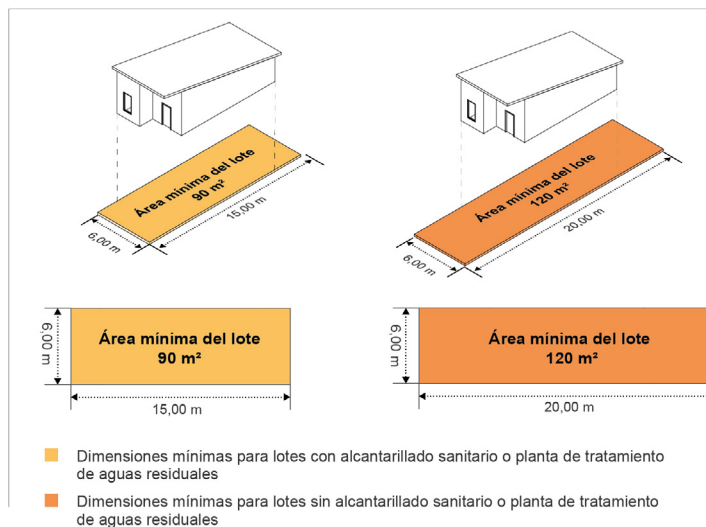 Área mínima del lote
90 m²
6,00 m
15,00 m
Área mínima del lote
120 m²
6,00 m
20,00 m
6,00 m
Área mínima del lote
90 m²
15,00 m
6,00 m
Área mínima del lote
120 m²
20,00 m
Dimensiones mínimas para lotes con alcantarillado sanitario o planta de tratamiento
de aguas residuales
Dimensiones mínimas para lotes sin alcantarillado sanitario o planta de tratamiento
de aguas residuales